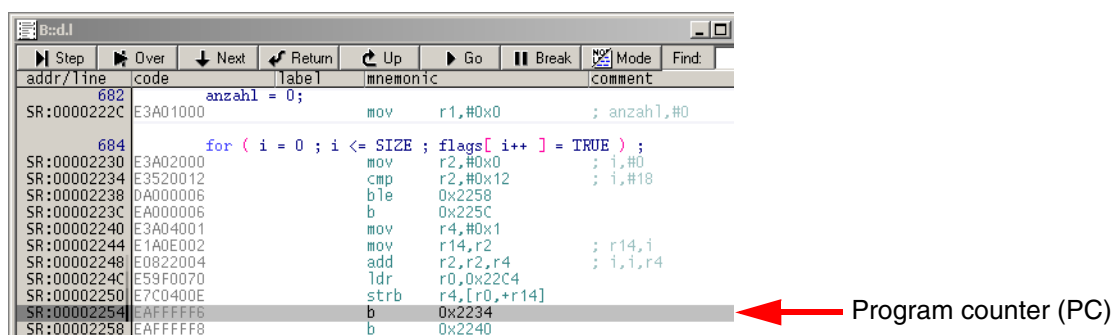 B::d.l
Step Over Next Return Up Go Break Mode Find:
addr/line code label mnemonic comment
682 anzahl = 0;
SR:0000222C E3A01000 mov r1,#0x0 ; anzahl,#0
684 for ( i = 0 ; i <= SIZE ; flags[ i++ ] = TRUE ) ;
SR:00002230 E3A02000 mov r2,#0x0 ; i,#0
SR:00002234 E3520012 cmp r2,#0x12 ; i,#18
SR:00002238 DA000006 ble 0x2258
SR:0000223C EA000006 b 0x225C
SR:00002240 E3A04001 mov r4,#0x1
SR:00002244 E1A0E002 mov r14,r2 ; r14,i
SR:00002248 E0822004 add r2,r2,r4 ; i,i,r4
SR:0000224C E59F0070 ldr r0,0x22C4
SR:00002250 E7C0400E strb r4,[r0,+r14]
SR:00002254 EAFFFFF6 b 0x2234 Program counter (PC)
SR:00002258 EAFFFFF8 b 0x2240